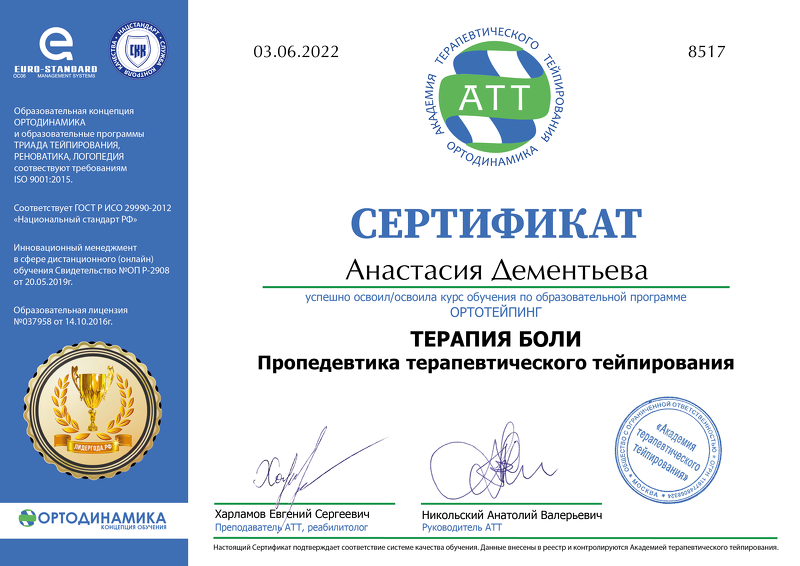 EURO-STANDARD
MANAGEMENT SYSTEMS
НАЦСТАНДАРТ
СЛУЖБА КОНТРОЛЯ КАЧЕСТВА
СКК
Образовательная концепция
ОРТОДИНАМИКА
и образовательные программы
ТРИАДА ТЕЙПИРОВАНИЯ,
РЕНОВАТИКА, ЛОГОПЕДИЯ
соотвествуют требованиям
ISO 9001:2015.
Соответствует ГОСТ Р ИСО 29990-2012
«Национальный стандарт РФ»
Инновационный менеджмент
в сфере дистанционного (онлайн)
обучения Свидетельство №ОП Р-2908
от 20.05.2019г.
Образовательная лицензия
№037958 от 14.10.2016г.
ЛИДЕРГОДА.РФ
ОРТОДИНАМИКА
КОНЦЕПЦИЯ ОБУЧЕНИЯ
03.06.2022
8517
АКАДЕМИЯ ТЕРАПЕВТИЧЕСКОГО ТЕЙПИРОВАНИЯ
АТТ
ОРТОДИНАМИКА
СЕРТИФИКАТ
Анастасия Дементьева
успешно освоил/освоила курс обучения по образовательной программе
ОРТОТЕЙПИНГ
ТЕРАПИЯ БОЛИ
Пропедевтика терапевтического тейпирования
Харламов Евгений Сергеевич
Преподаватель АТТ, реабилитолог
Никольский Анатолий Валерьевич
Руководитель АТТ
ОБЩЕСТВО С ОГРАНИЧЕННОЙ ОТВЕТСТВЕННОСТЬЮ
МОСКВА
«Академия
терапевтического
тейпирования»
Настоящий Сертификат подтверждает соответствие системе качества обучения. Данные внесены в реестр и контролируются Академией терапевтического тейпирования.